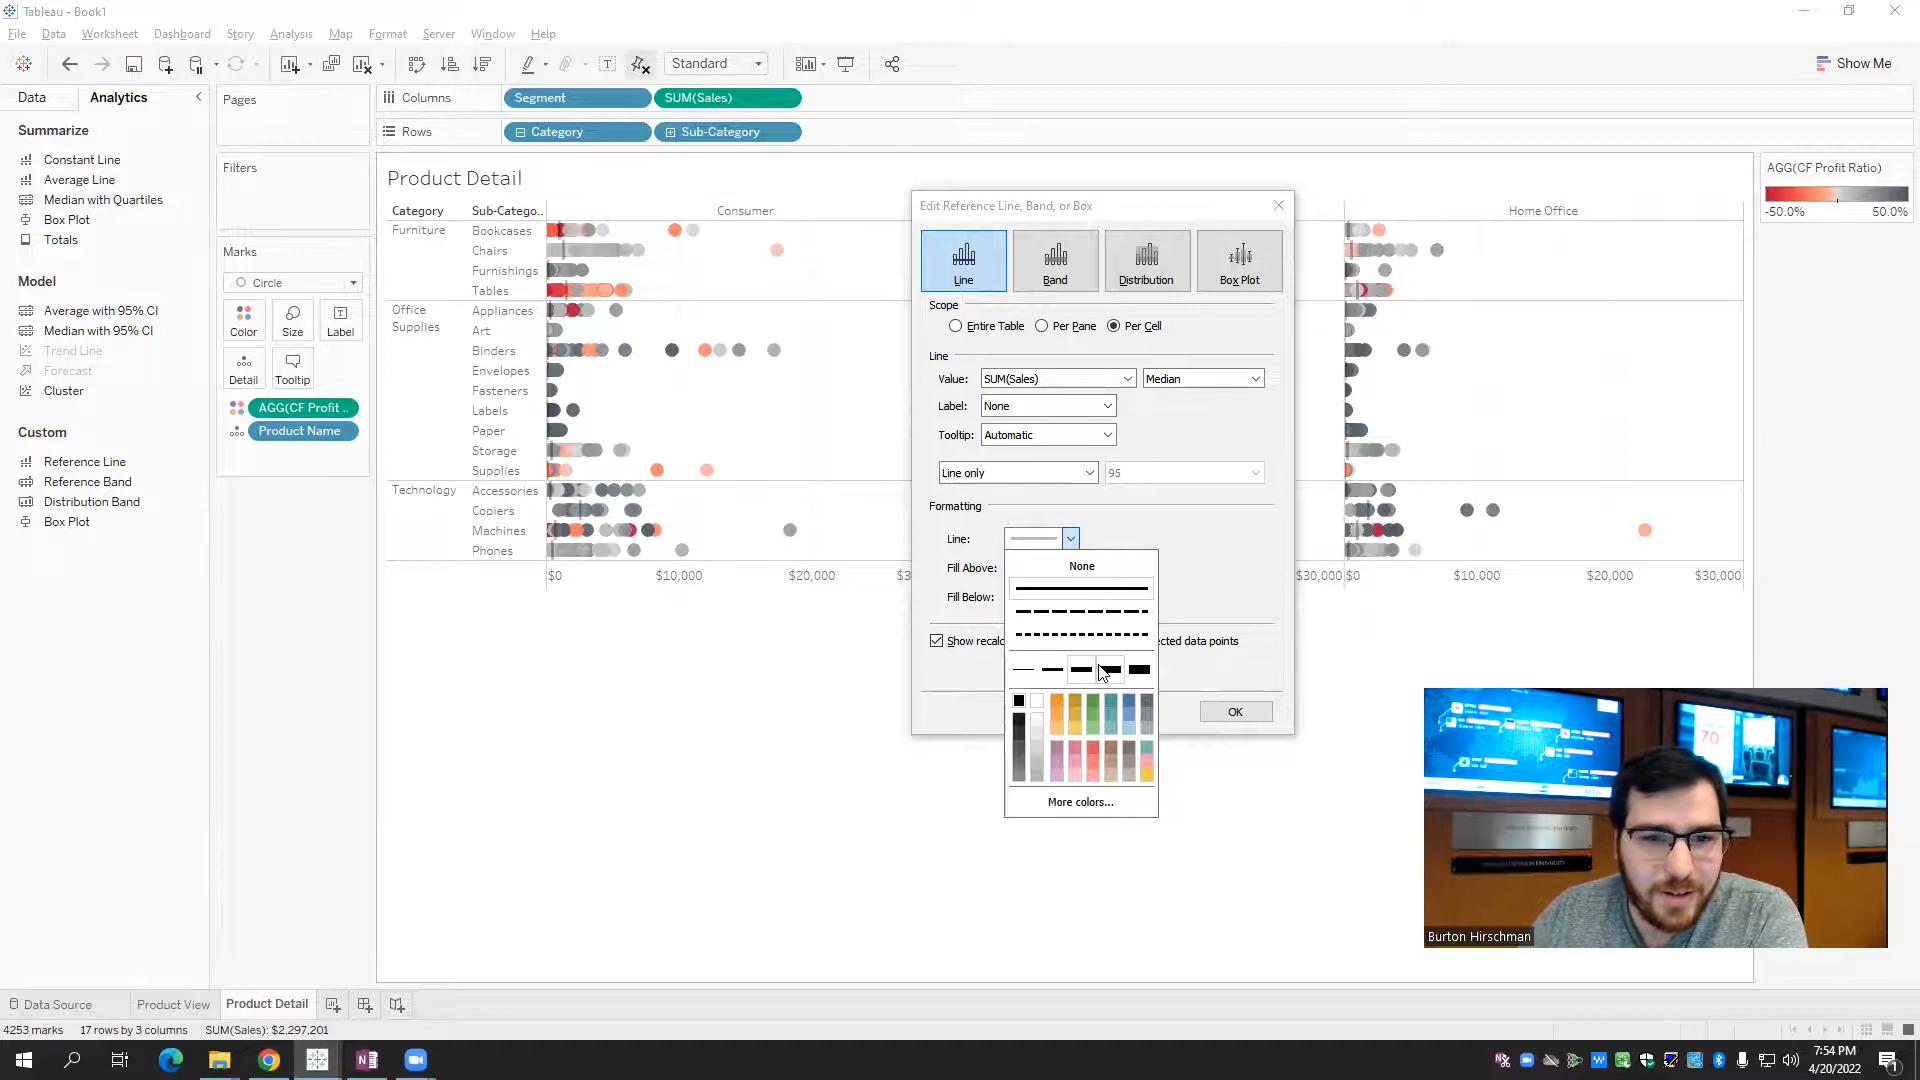 Tableau - Book1
File Data Worksheet Dashboard Story Analysis Map Format Server Window Help
Standard
Show Me
Data Analytics
Pages
Columns Segment SUM(Sales)
Rows Category Sub-Category
Summarize
Constant Line
Average Line
Median with Quartiles
Box Plot
Totals
Model
Average with 95% CI
Median with 95% CI
Trend Line
Forecast
Cluster
Custom
Reference Line
Reference Band
Distribution Band
Box Plot
Filters
Marks
Circle
Color Size Label
Detail Tooltip
AGG(CF Profit ..
Product Name
Product Detail
Category Sub-Catego.. Consumer Home Office
Furniture Bookcases
Chairs
Furnishings
Tables
Office Supplies Appliances
Art
Binders
Envelopes
Fasteners
Labels
Paper
Storage
Supplies
Technology Accessories
Copiers
Machines
Phones
$0 $10,000 $20,000 $3 $30,000 $0 $10,000 $20,000 $30,000
Edit Reference Line, Band, or Box
Line Band Distribution Box Plot
Scope
Entire Table Per Pane Per Cell
Line
Value: SUM(Sales) Median
Label: None
Tooltip: Automatic
Line only 95
Formatting
Line:
None
Fill Above:
Fill Below:
Show recalc ected data points
OK
More colors...
AGG(CF Profit Ratio)
-50.0% 50.0%
70
Burton Hirschman
Data Source Product View Product Detail
4253 marks 17 rows by 3 columns SUM(Sales): $2,297,201
7:54 PM
4/20/2022
1